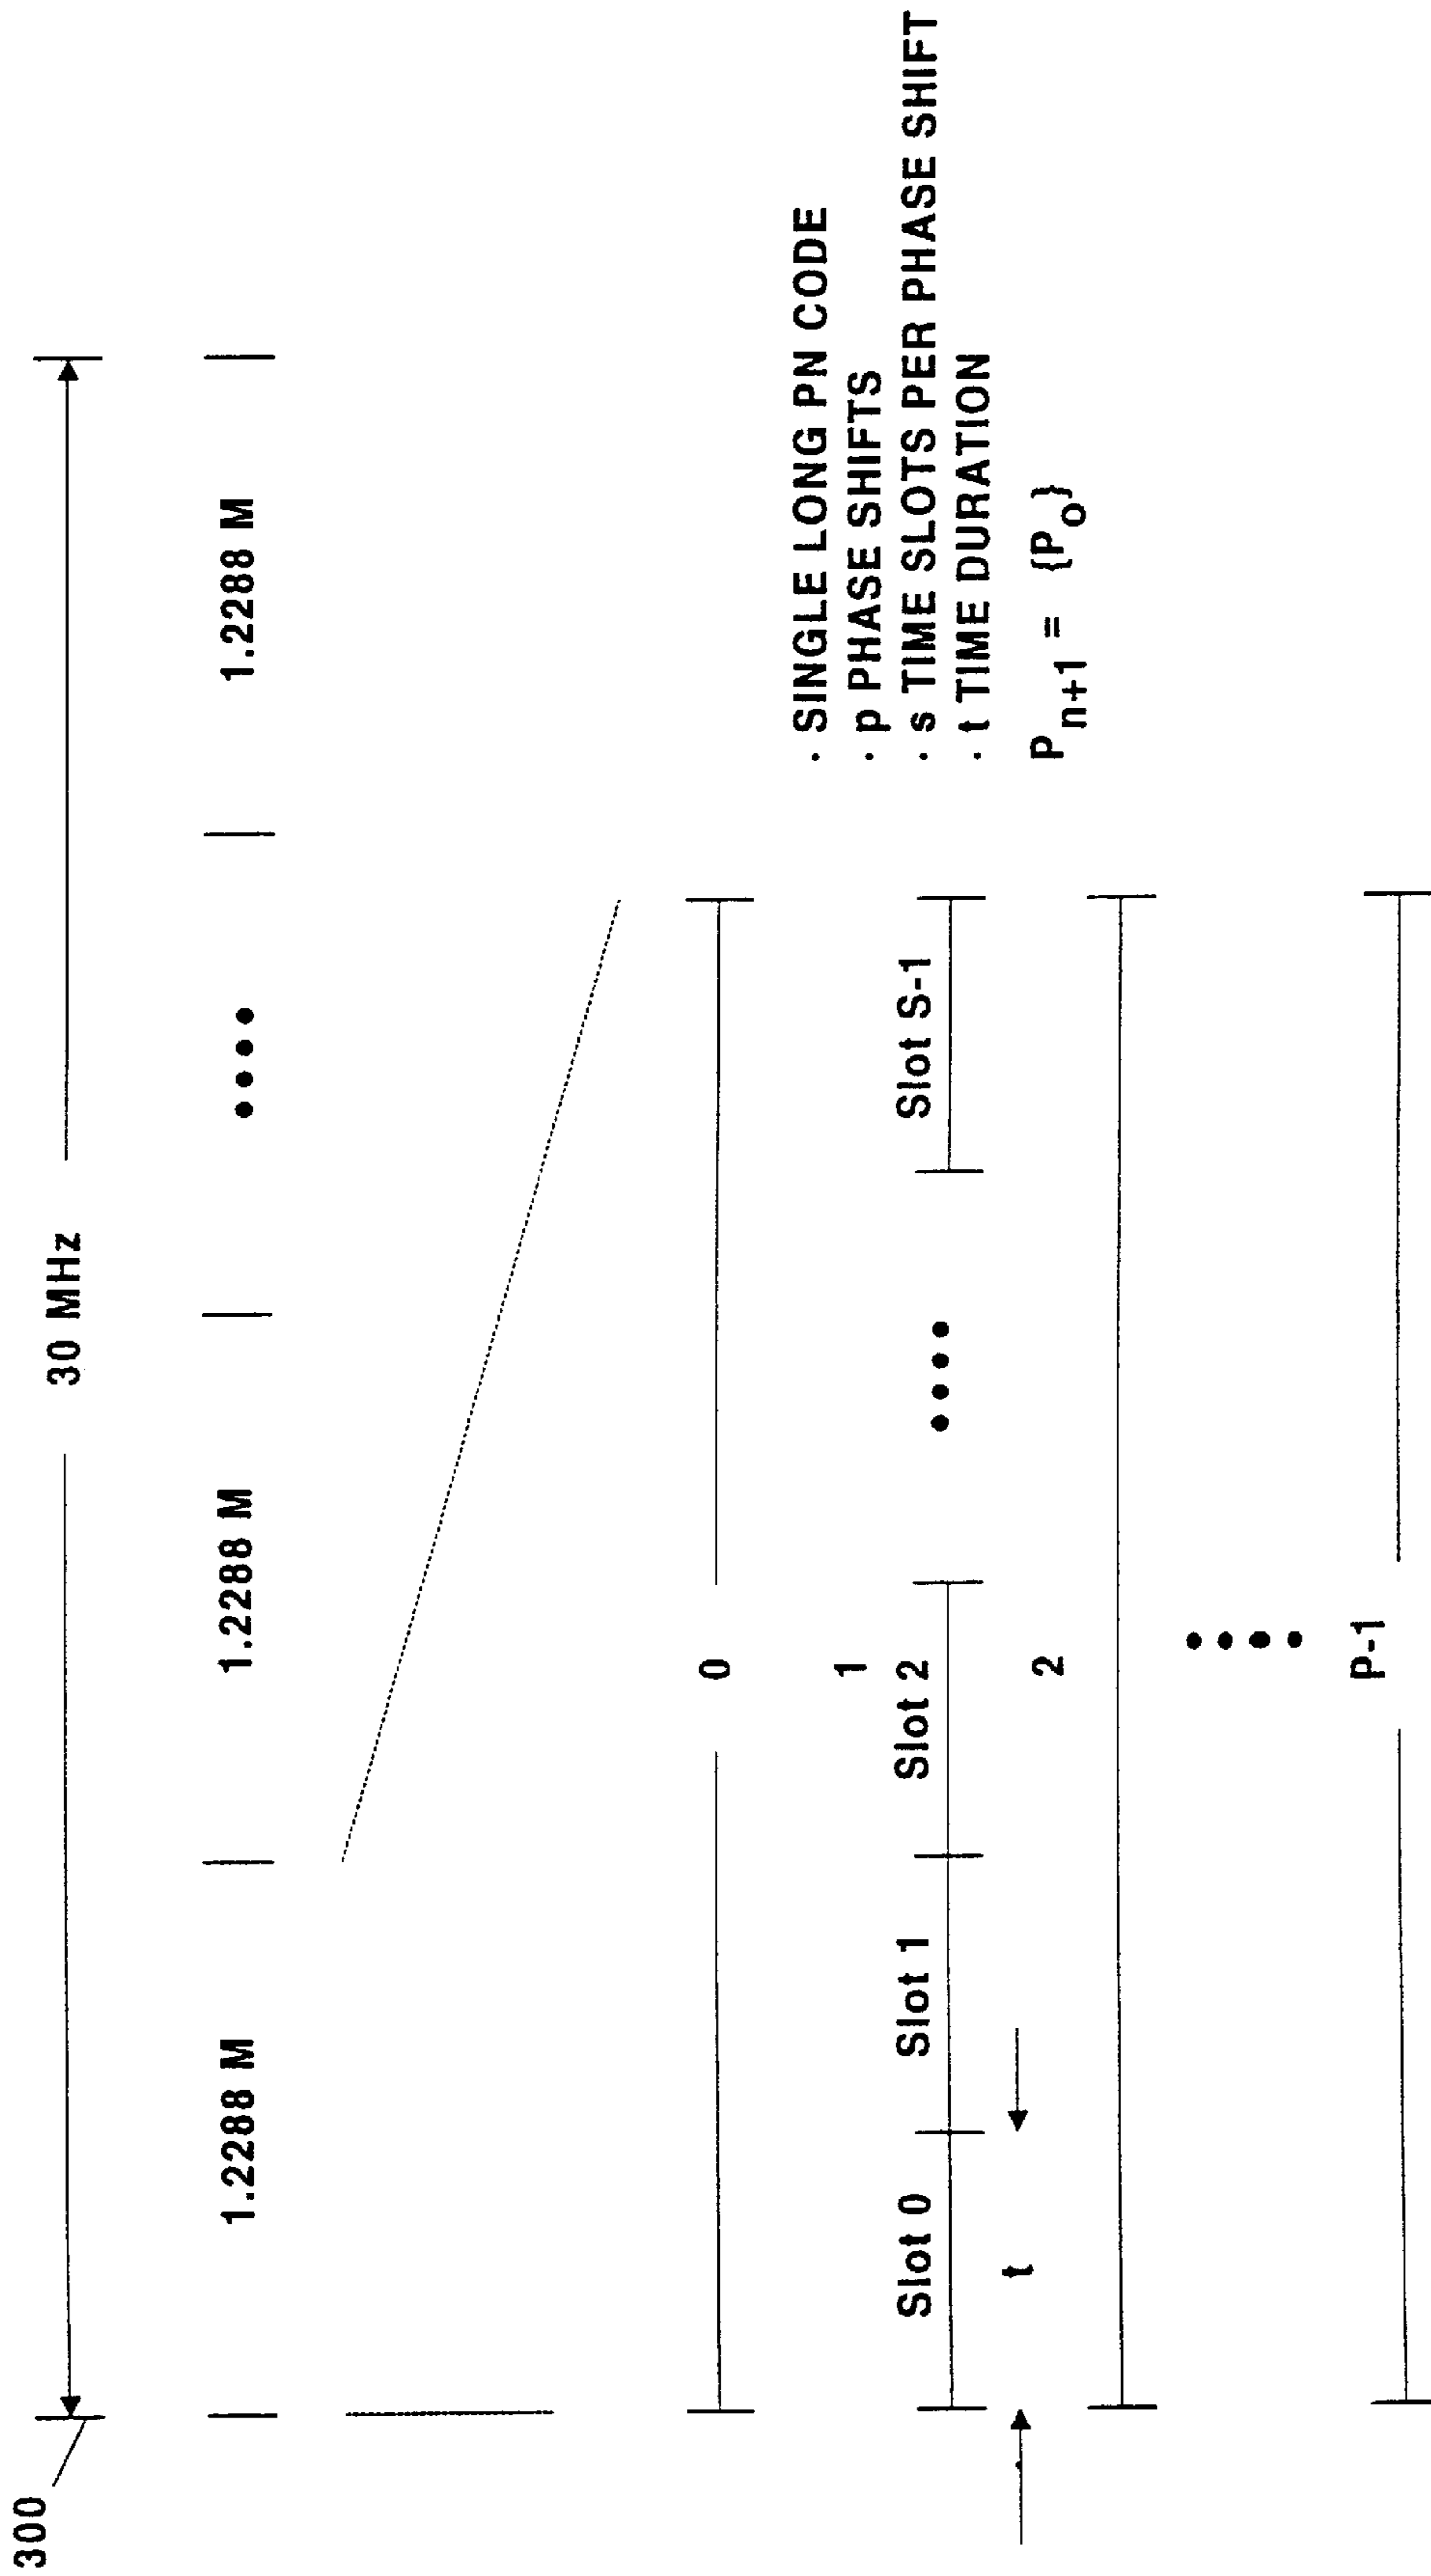 300
30 MHz
1.2288 M 1.2288 M •••• 1.2288 M
0
1
Slot 0 Slot 1 Slot 2 •••• Slot S-1
t
2
••••
P-1
· SINGLE LONG PN CODE
· p PHASE SHIFTS
· s TIME SLOTS PER PHASE SHIFT
· t TIME DURATION
P n+1 = {P o}